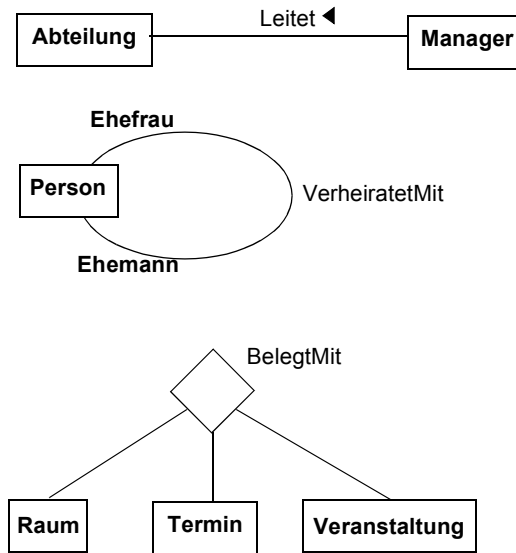 Leitet
Abteilung
Manager
Ehefrau
Person
VerheiratetMit
Ehemann
BelegtMit
Raum
Termin
Veranstaltung